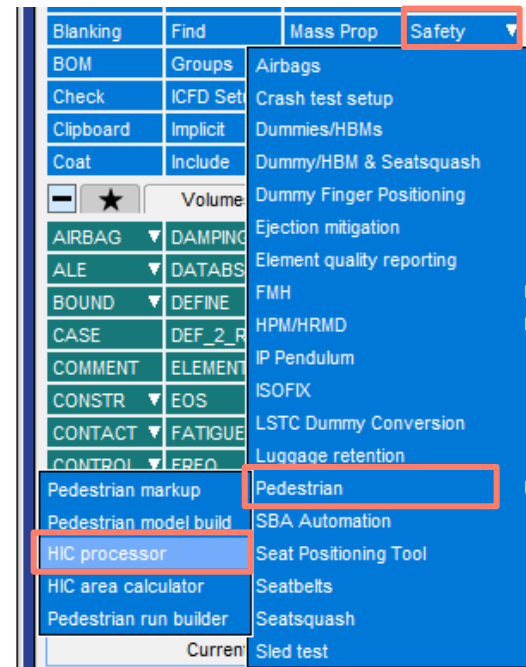 Blanking Find Mass Prop Safety
BOM Groups Airbags
Check ICFD Set Crash test setup
Clipboard Implicit Dummies/HBMs
Coat Include Dummy/HBM & Seatsquash
Volume Dummy Finger Positioning
AIRBAG DAMPING Ejection mitigation
ALE DATABS Element quality reporting
BOUND DEFINE FMH
CASE DEF_2_R HPM/HRMD
COMMENT ELEMENT IP Pendulum
CONSTR EOS ISOFIX
CONTACT FATIGUE LSTC Dummy Conversion
CONTROL FREQ Luggage retention
Pedestrian markup Pedestrian
Pedestrian model build SBA Automation
HIC processor Seat Positioning Tool
HIC area calculator Seatbelts
Pedestrian run builder Seatsquash
Curren Sled test